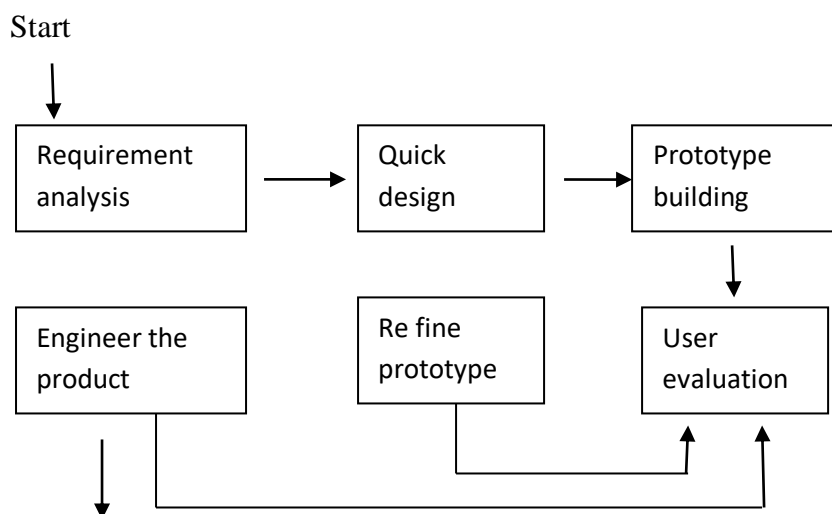 Start
Requirement
analysis
Quick
design
Prototype
building
Engineer the
product
Re fine
prototype
User
evaluation